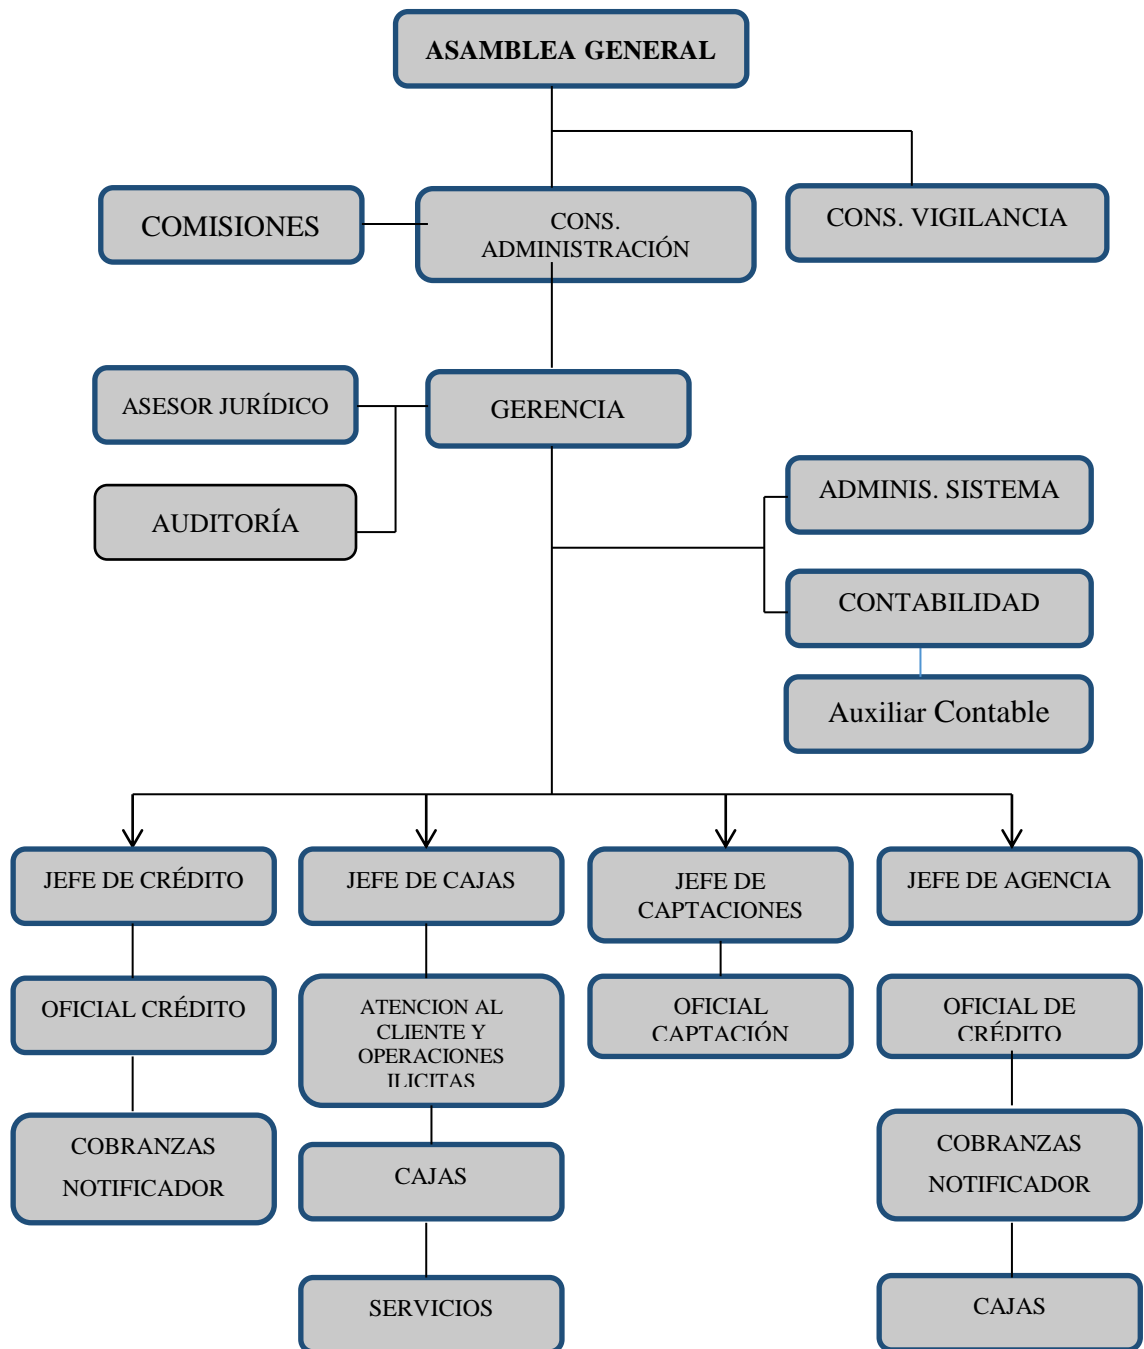 ASAMBLEA GENERAL
COMISIONES
CONS.
ADMINISTRACIÓN
CONS. VIGILANCIA
ASESOR JURÍDICO
GERENCIA
AUDITORÍA
ADMINIS. SISTEMA
CONTABILIDAD
Auxiliar Contable
JEFE DE CRÉDITO
JEFE DE CAJAS
JEFE DE
CAPTACIONES
JEFE DE AGENCIA
OFICIAL CRÉDITO
ATENCION AL
CLIENTE Y
OPERACIONES
ILICITAS
OFICIAL
CAPTACIÓN
OFICIAL DE
CRÉDITO
COBRANZAS
NOTIFICADOR
CAJAS
COBRANZAS
NOTIFICADOR
SERVICIOS
CAJAS